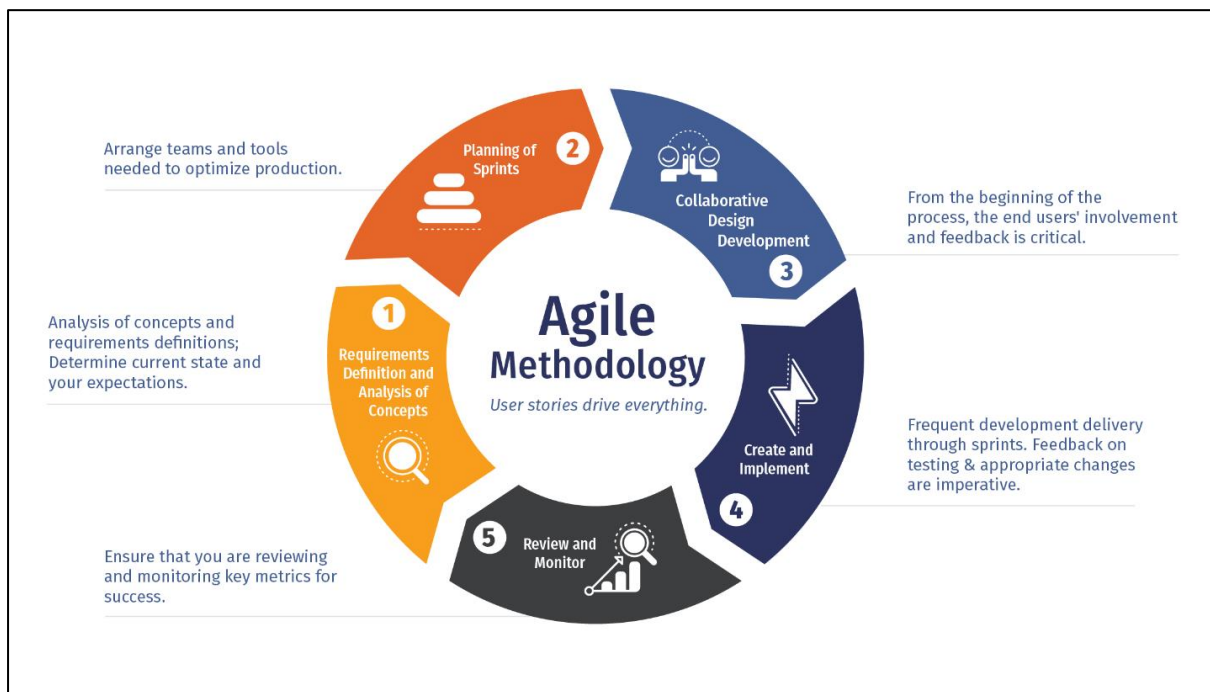 Agile
Methodology
User stories drive everything.
1
Requirements
Definition and
Analysis of
Concepts
Analysis of concepts and
requirements definitions;
Determine current state and
your expectations.
Planning of
Sprints
2
Arrange teams and tools
needed to optimize production.
Collaborative
Design
Development
3
From the beginning of the
process, the end users' involvement
and feedback is critical.
Create and
Implement
4
Frequent development delivery
through sprints. Feedback on
testing & appropriate changes
are imperative.
5
Review and
Monitor
Ensure that you are reviewing
and monitoring key metrics for
success.